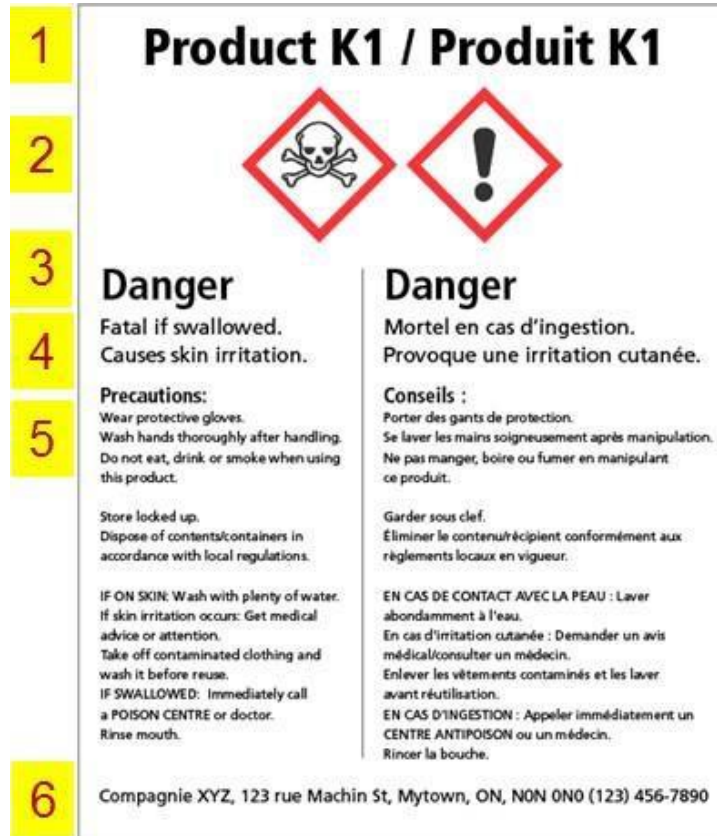 1
Product K1 / Produit K1
2
3
Danger
4
Fatal if swallowed.
Causes skin irritation.
5
Precautions:
Wear protective gloves.
Wash hands thoroughly after handling.
Do not eat, drink or smoke when using
this product.
Store locked up.
Dispose of contents/containers in
accordance with local regulations.
IF ON SKIN: Wash with plenty of water.
If skin irritation occurs: Get medical
advice or attention.
Take off contaminated clothing and
wash it before reuse.
IF SWALLOWED: Immediately call
a POISON CENTRE or doctor.
Rinse mouth.
Danger
Mortel en cas d'ingestion.
Provoque une irritation cutanée.
Conseils :
Porter des gants de protection.
Se laver les mains soigneusement après manipulation.
Ne pas manger, boire ou fumer en manipulant
ce produit.
Garder sous clef.
Éliminer le contenu/récipient conformément aux
règlements locaux en vigueur.
EN CAS DE CONTACT AVEC LA PEAU : Laver
abondamment à l'eau.
En cas d'irritation cutanée : Demander un avis
médical/consulter un médecin.
Enlever les vêtements contaminés et les laver
avant réutilisation.
EN CAS D'INGESTION : Appeler immédiatement un
CENTRE ANTIPOISON ou un médecin.
Rincer la bouche.
6
Compagnie XYZ, 123 rue Machin St, Mytown, ON, N0N 0N0 (123) 456-7890